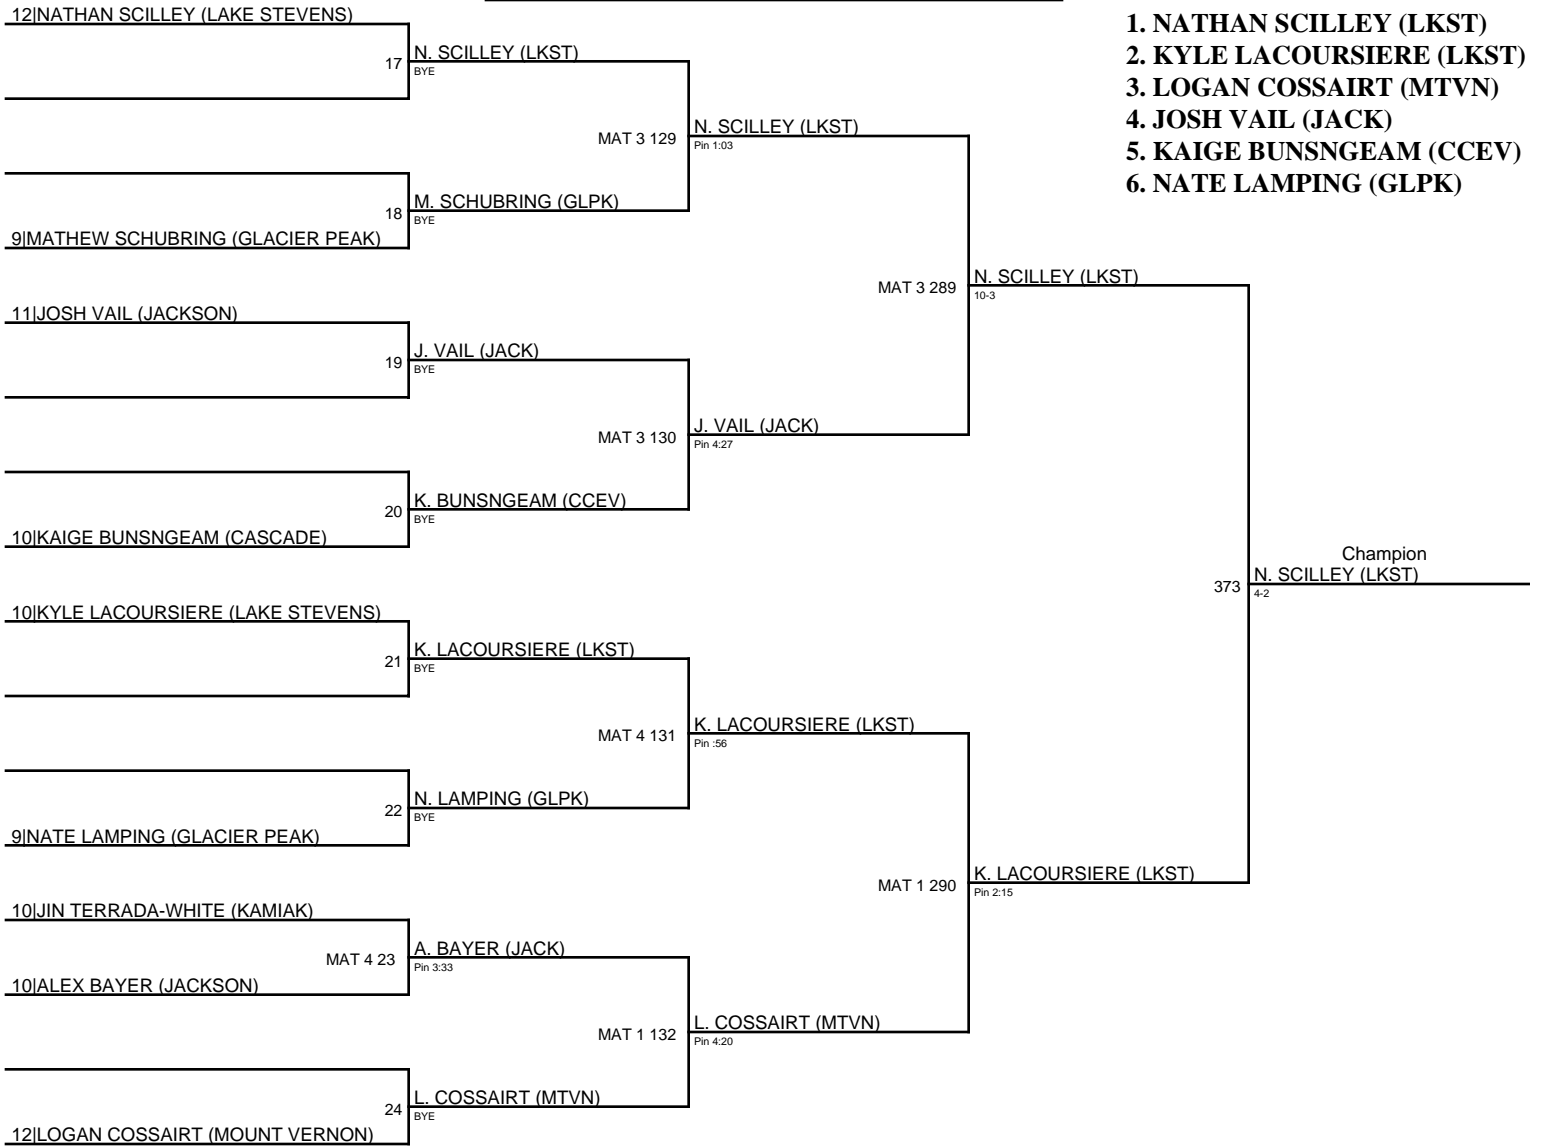 12|NATHAN SCILLEY (LAKE STEVENS)
17
N. SCILLEY (LKST)
BYE
MAT 3 129
N. SCILLEY (LKST)
Pin 1:03
18
M. SCHUBRING (GLPK)
BYE
9|MATHEW SCHUBRING (GLACIER PEAK)
MAT 3 289
N. SCILLEY (LKST)
10-3
11|JOSH VAIL (JACKSON)
19
J. VAIL (JACK)
BYE
MAT 3 130
J. VAIL (JACK)
Pin 4:27
20
K. BUNSNGEAM (CCEV)
BYE
10|KAIGE BUNSNGEAM (CASCADE)
Champion
373
N. SCILLEY (LKST)
4-2
10|KYLE LACOURSIERE (LAKE STEVENS)
21
K. LACOURSIERE (LKST)
BYE
MAT 4 131
K. LACOURSIERE (LKST)
Pin :56
22
N. LAMPING (GLPK)
BYE
9|NATE LAMPING (GLACIER PEAK)
MAT 1 290
K. LACOURSIERE (LKST)
Pin 2:15
10|JIN TERRADA-WHITE (KAMIAK)
MAT 4 23
A. BAYER (JACK)
Pin 3:33
10|ALEX BAYER (JACKSON)
MAT 1 132
L. COSSAIRT (MTVN)
Pin 4:20
24
L. COSSAIRT (MTVN)
BYE
12|LOGAN COSSAIRT (MOUNT VERNON)
1. NATHAN SCILLEY (LKST)
2. KYLE LACOURSIERE (LKST)
3. LOGAN COSSAIRT (MTVN)
4. JOSH VAIL (JACK)
5. KAIGE BUNSNGEAM (CCEV)
6. NATE LAMPING (GLPK)